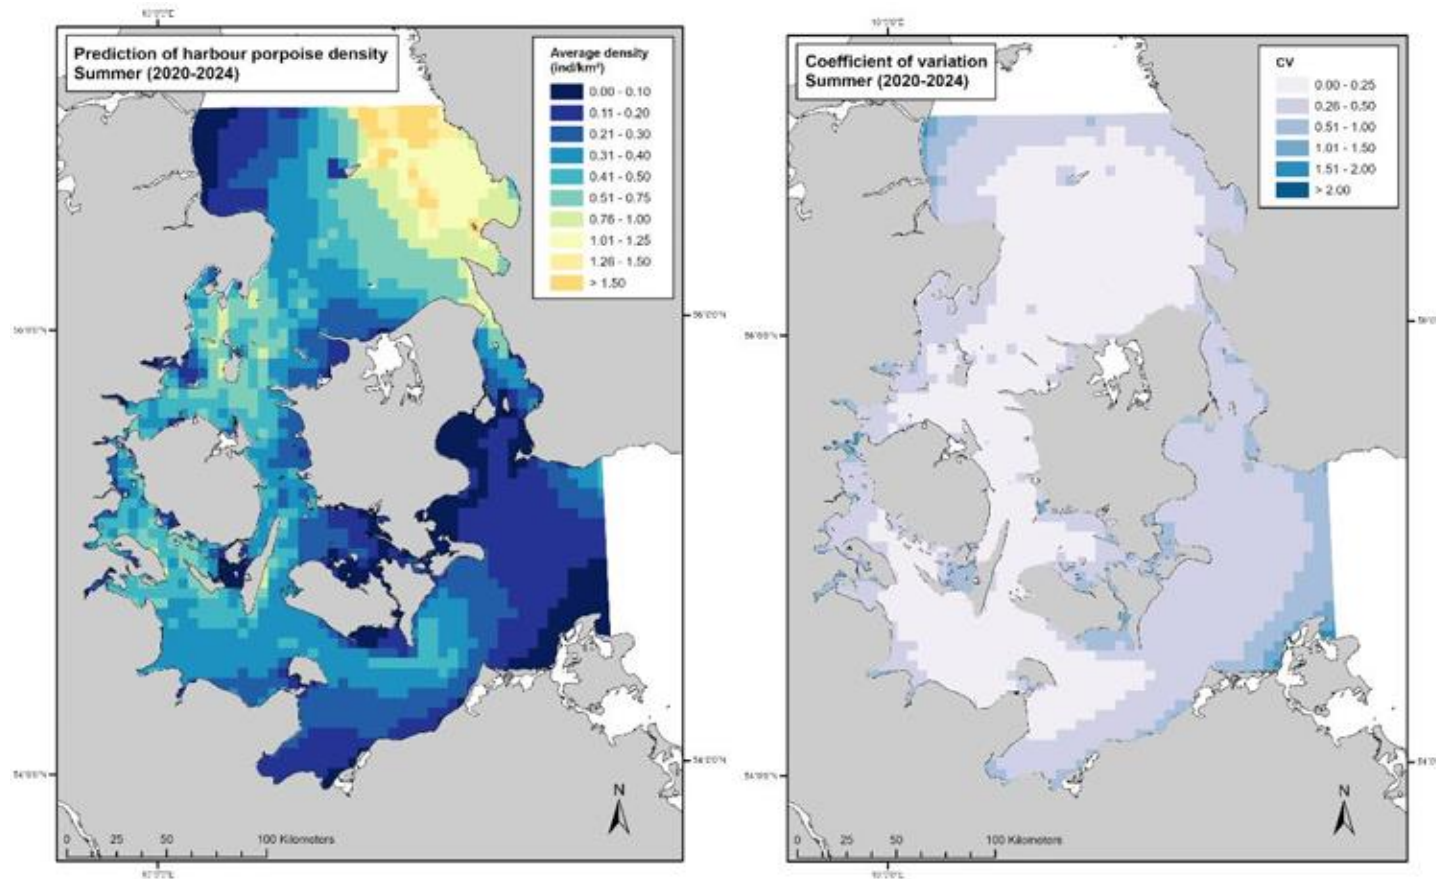 Prediction of harbour porpoise density
Summer (2020-2024)
Average density
(ind/km²)
0.00 - 0.10
0.11 - 0.20
0.21 - 0.30
0.31 - 0.40
0.41 - 0.50
0.51 - 0.75
0.76 - 1.00
1.01 - 1.25
1.26 - 1.50
> 1.50
N
0 25 50 100 Kilometers
Coefficient of variation
Summer (2020-2024)
CV
0.00 - 0.25
0.26 - 0.50
0.51 - 1.00
1.01 - 1.50
1.51 - 2.00
> 2.00
N
0 25 50 100 Kilometers